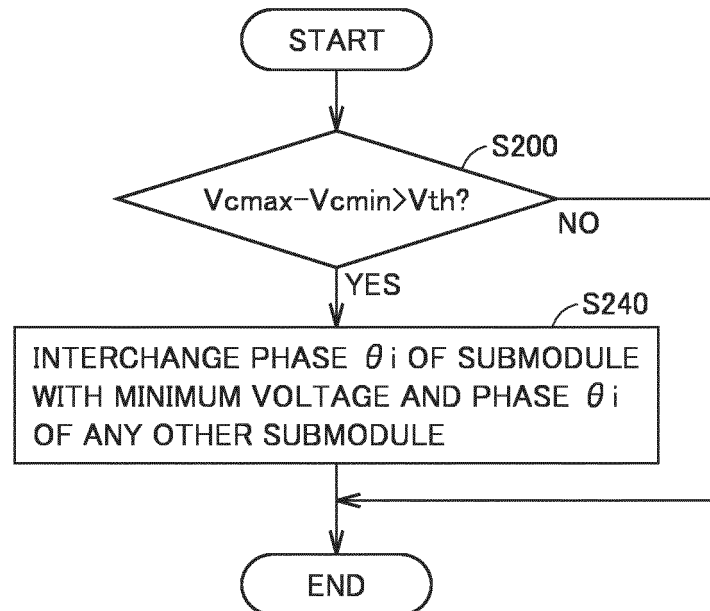 START
S200
Vcmax-Vcmin>Vth?
NO
YES
S240
INTERCHANGE PHASE θi OF SUBMODULE
WITH MINIMUM VOLTAGE AND PHASE θi
OF ANY OTHER SUBMODULE
END